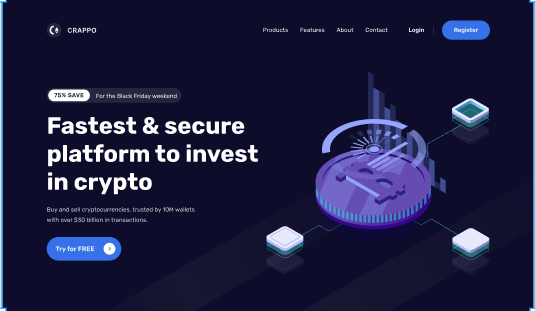 CRAPPO
Products Features About Contact Login Register
75% SAVE For the Black Friday weekend
Fastest & secure
platform to invest
in crypto
Buy and sell cryptocurrencies, trusted by 10M wallets
with over $30 billion in transactions.
Try for FREE